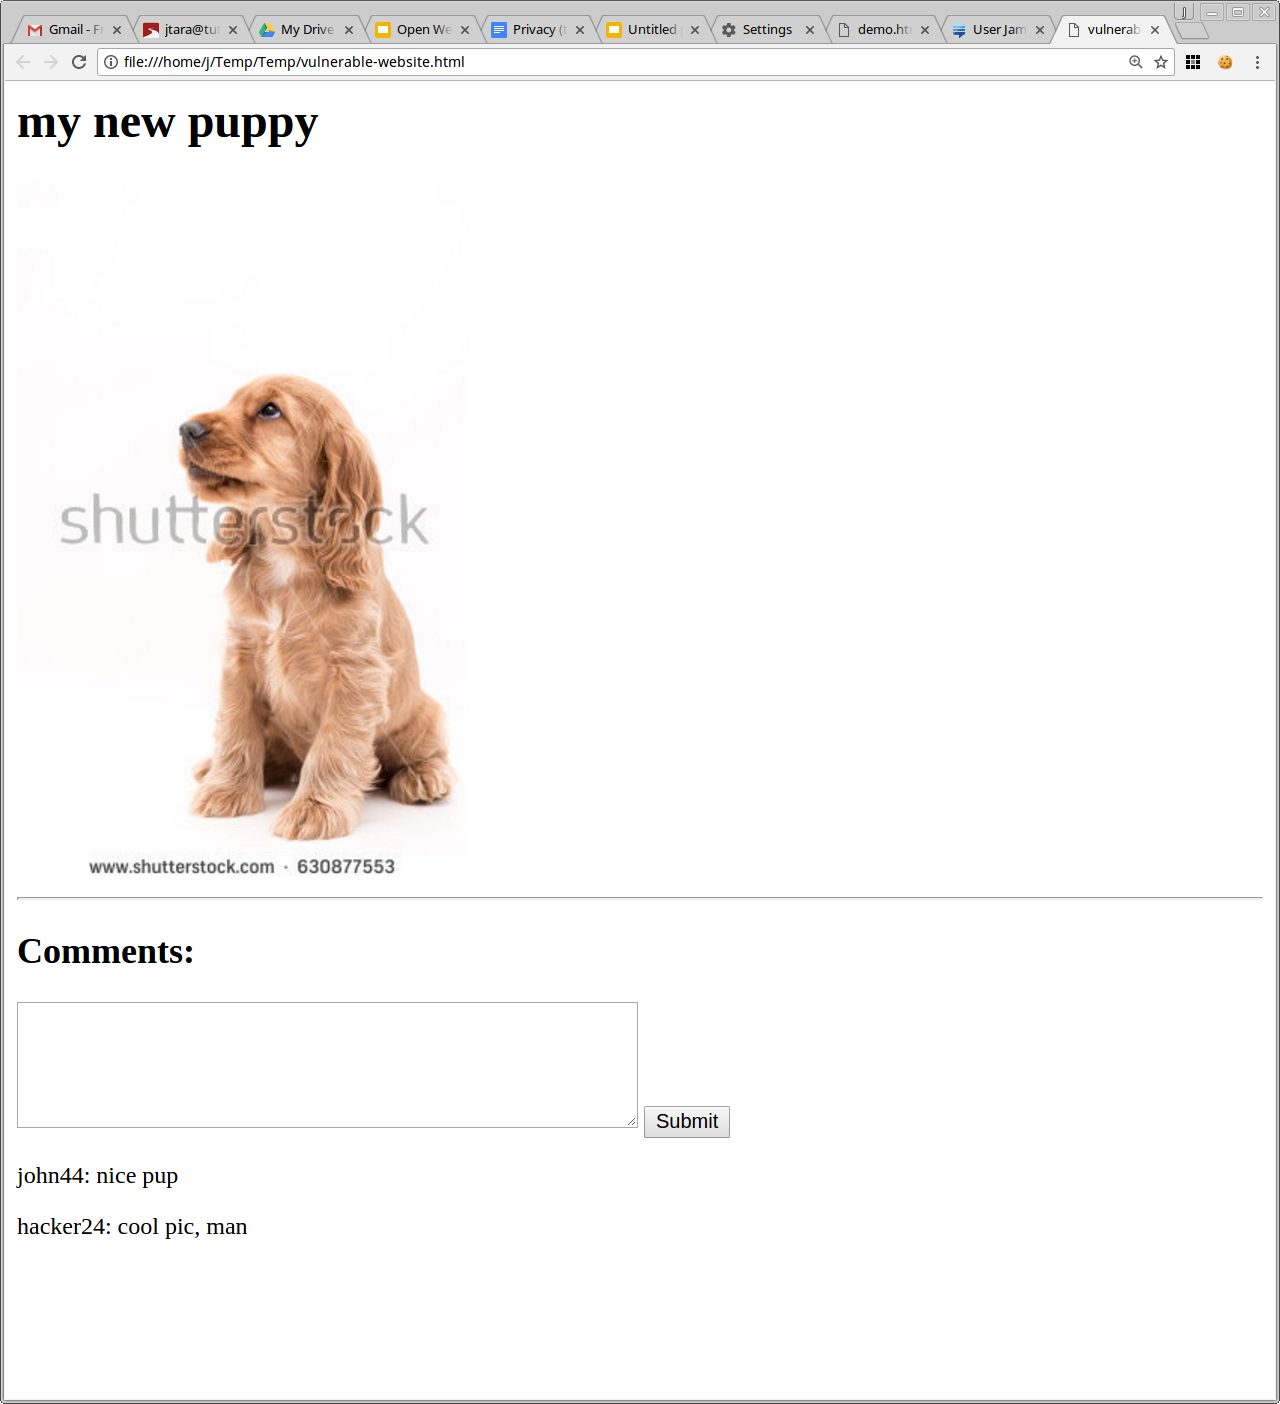 J
Gmail - Fr
jtara@tut
My Drive
Open We
Privacy (t
Untitled
Settings
demo.ht
User Jam
vulnerab
file:///home/j/Temp/Temp/vulnerable-website.html
my new puppy
shutterstock
www.shutterstock.com · 630877553
Comments:
Submit
john44: nice pup
hacker24: cool pic, man